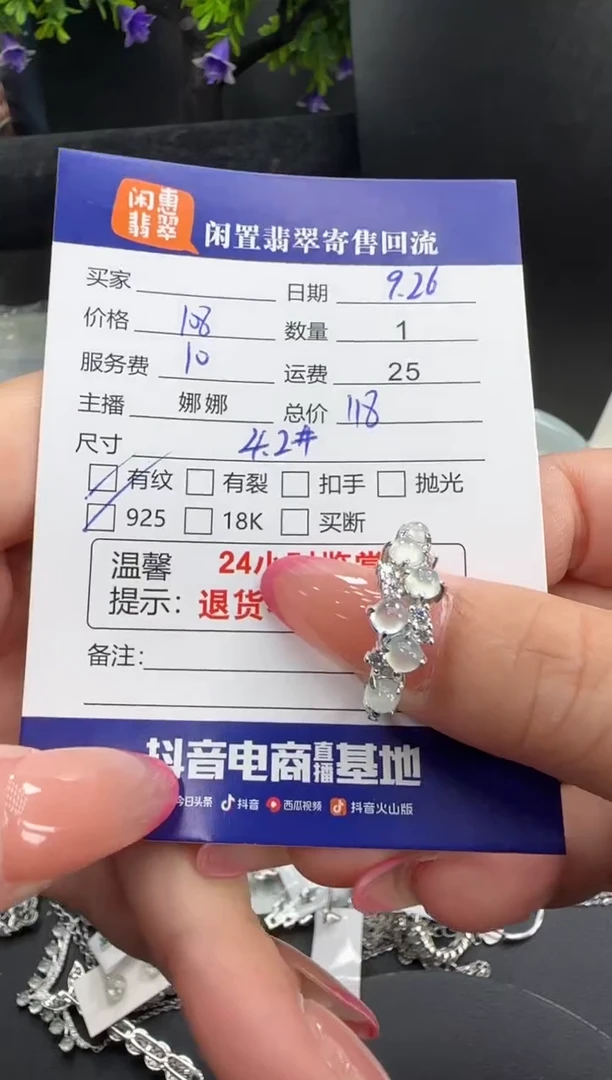 闲惠
翡翠
闲置翡翠寄售回流
买家 日期 9.26
价格 108 数量 1
服务费 10 运费 25
主播 娜娜 总价 118
尺寸 4.2#
有纹 有裂 扣手 抛光
925 18K 买断
温馨 24小时鉴赏
提示: 退货
备注:
抖音电商直播基地
今日头条 抖音 西瓜视频 抖音火山版